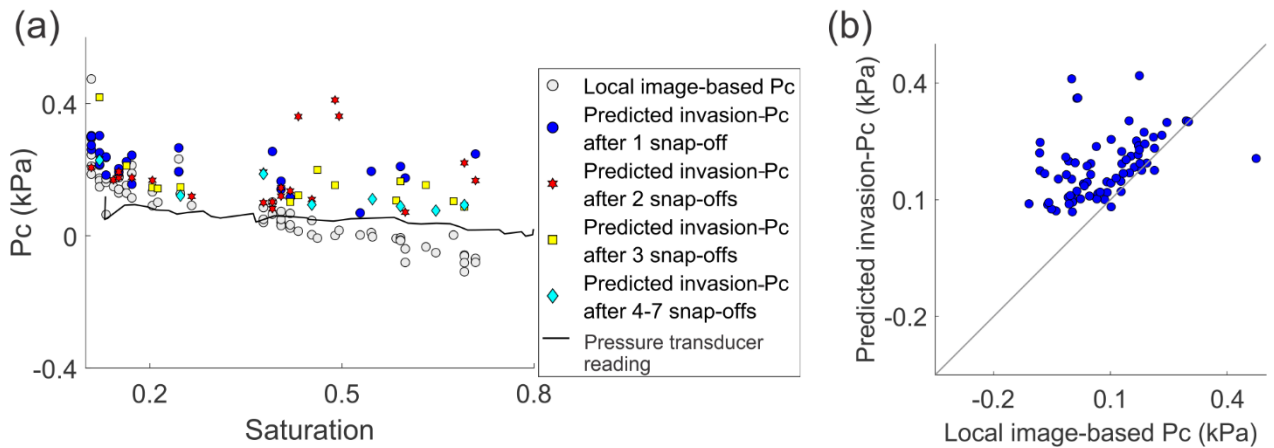 (a)
Pc (kPa)
0.4
0
-0.4
0.2
0.5
0.8
Saturation
Local image-based Pc
Predicted invasion-Pc
after 1 snap-off
Predicted invasion-Pc
after 2 snap-offs
Predicted invasion-Pc
after 3 snap-offs
Predicted invasion-Pc
after 4-7 snap-offs
Pressure transducer
reading
(b)
Predicted invasion-Pc (kPa)
0.4
0.1
-0.2
-0.2
0.1
0.4
Local image-based Pc (kPa)